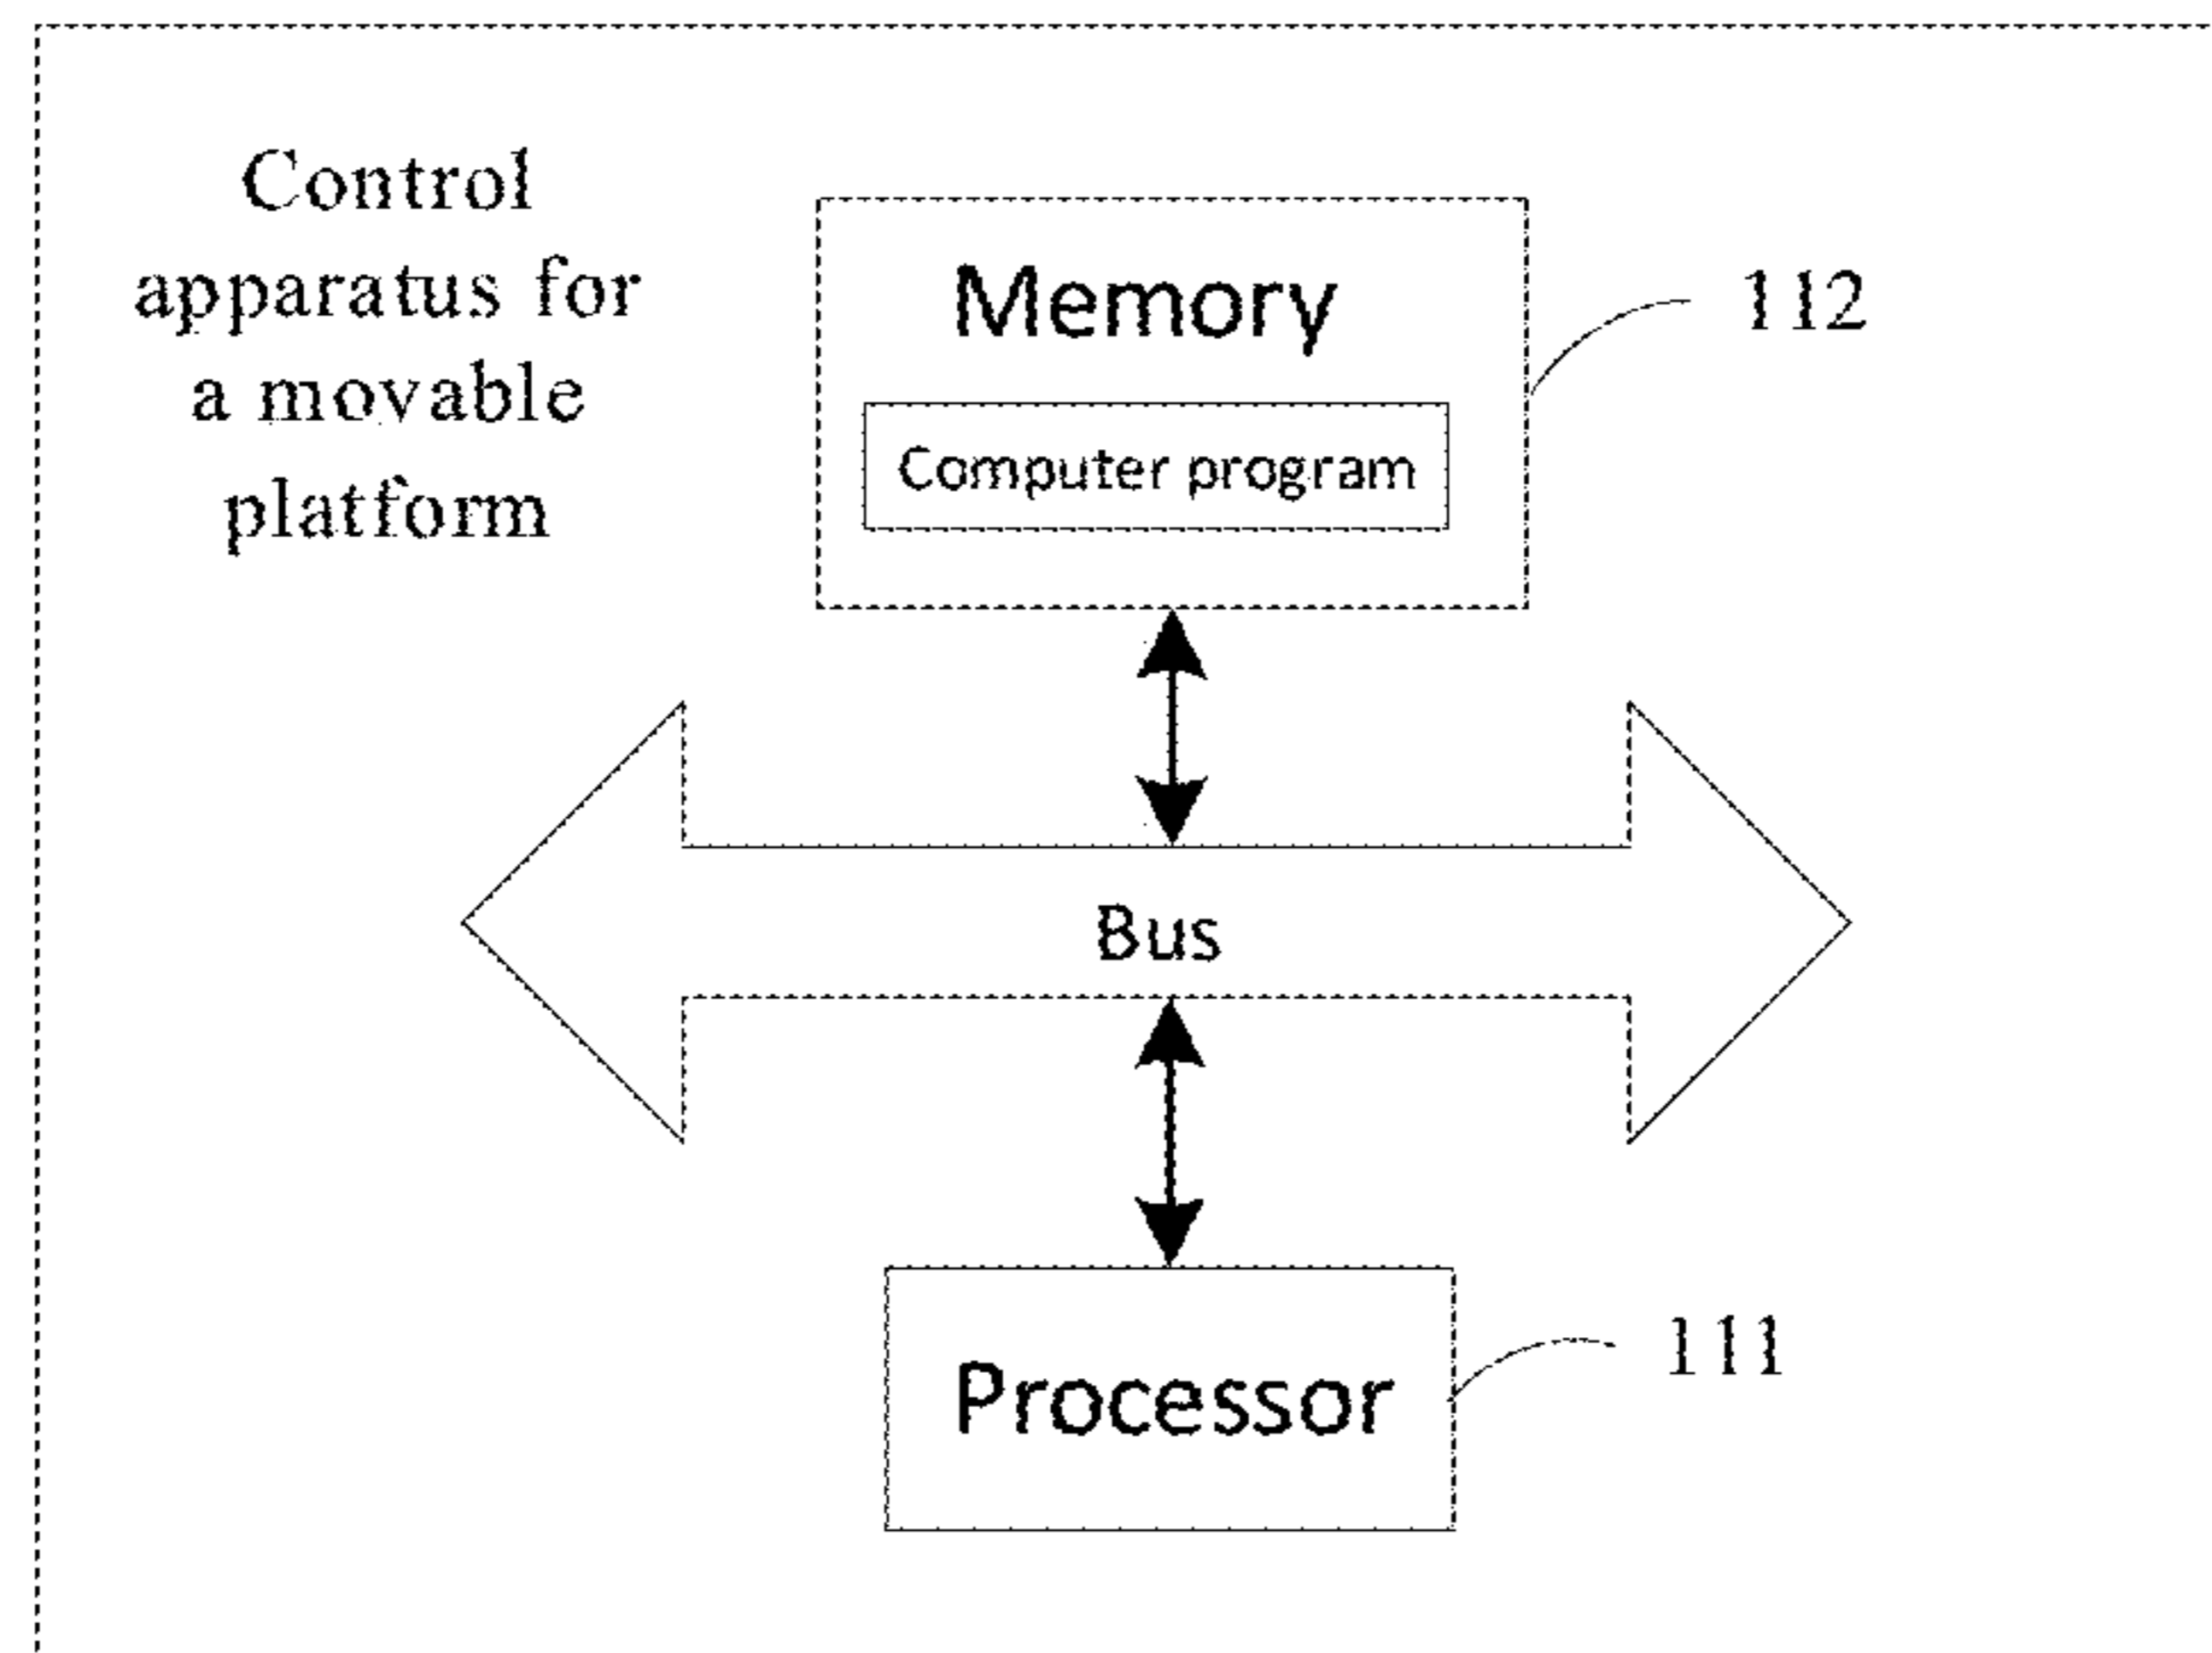 Control
apparatus for
a movable
platform
Memory
112
Computer program
Bus
Processor
111